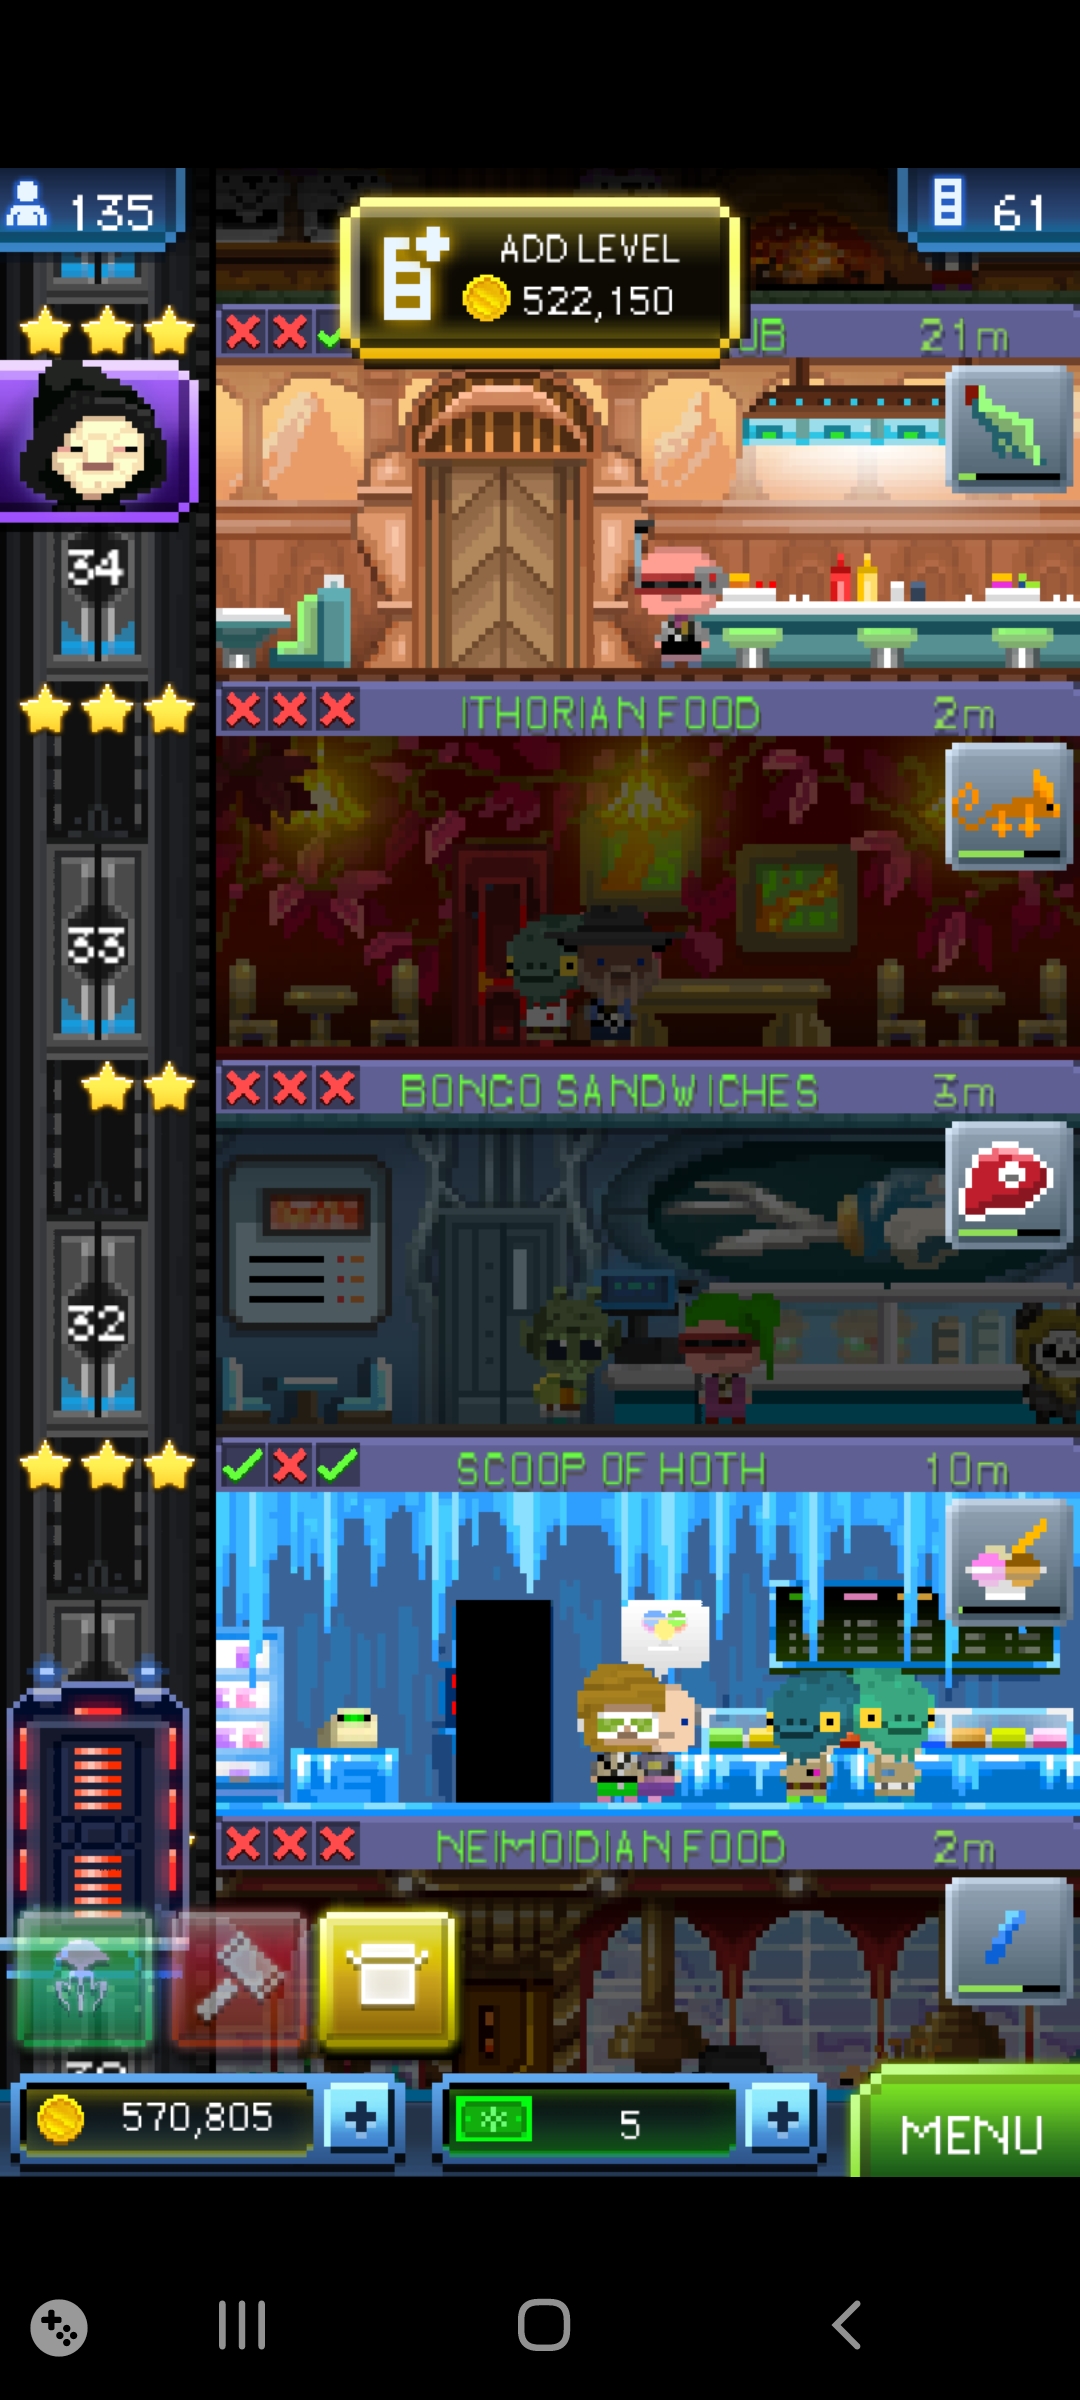 135
61
ADD LEVEL
522,150
UB 21m
34
ITHORIAN FOOD 2m
33
BONGO SANDWICHES 3m
32
SCOOP OF HOTH 10m
NEIMOIDIAN FOOD 2m
570,805
5
MENU